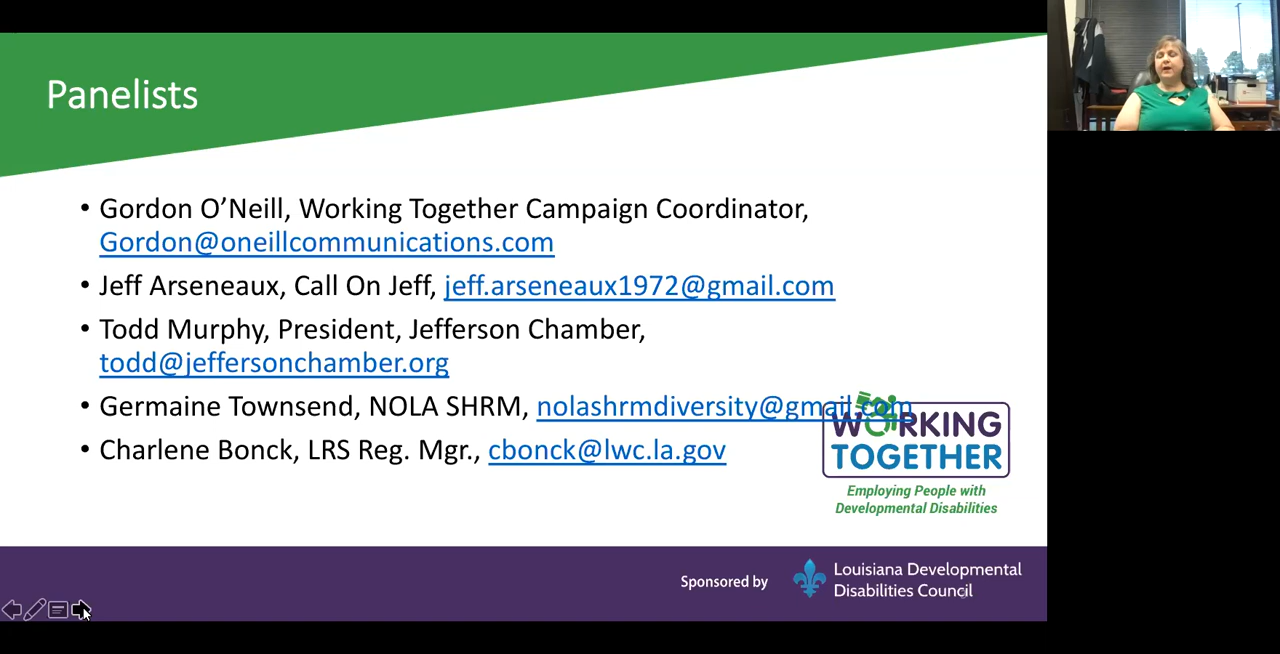 Panelists
• Gordon O’Neill, Working Together Campaign Coordinator,
Gordon@oneillcommunications.com
• Jeff Arseneaux, Call On Jeff, jeff.arseneaux1972@gmail.com
• Todd Murphy, President, Jefferson Chamber,
todd@jeffersonchamber.org
• Germaine Townsend, NOLA SHRM, nolashrmdiversity@gmail.com
• Charlene Bonck, LRS Reg. Mgr., cbonck@lwc.la.gov
WORKING
TOGETHER
Employing People with
Developmental Disabilities
Sponsored by
Louisiana Developmental
Disabilities Council